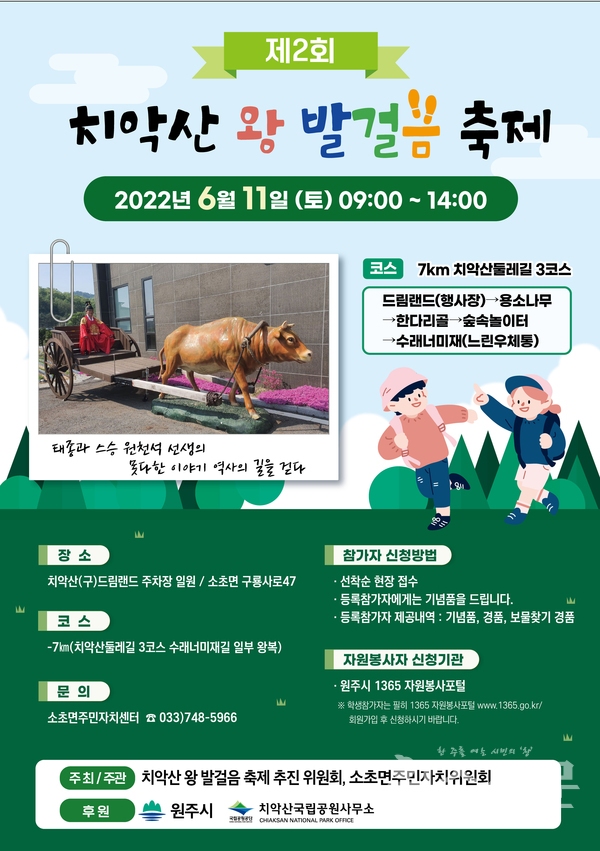 제2회
치악산 왕 발걸음 축제
2022년 6월 11일 (토) 09:00 ~ 14:00
코스 7km 치악산둘레길 3코스
드림랜드(행사장)→용소나무
→한다리골→숲속놀이터
→수래너미재(느린우체통)
태종과 스승 원천석 선생의
못다한 이야기 역사의 길을 걷다
장 소
치악산(구)드림랜드 주차장 일원 / 소초면 구룡사로47
코 스
-7㎞(치악산둘레길 3코스 수래너미재길 일부 왕복)
문 의
소초면주민자치센터 ☎ 033)748-5966
참가자 신청방법
· 선착순 현장 접수
· 등록참가자에게는 기념품을 드립니다.
· 등록참가자 제공내역 : 기념품, 경품, 보물찾기 경품
자원봉사자 신청기관
· 원주시 1365 자원봉사포털
※ 학생참가자는 필히 1365 자원봉사포털 www.1365.go.kr/
회원가입 후 신청하시기 바랍니다.
주최/주관 치악산 왕 발걸음 축제 추진 위원회, 소초면주민자치위원회
후원 원주시 국립공원공단 치악산국립공원사무소
CHIAKSAN NATIONAL PARK OFFICE